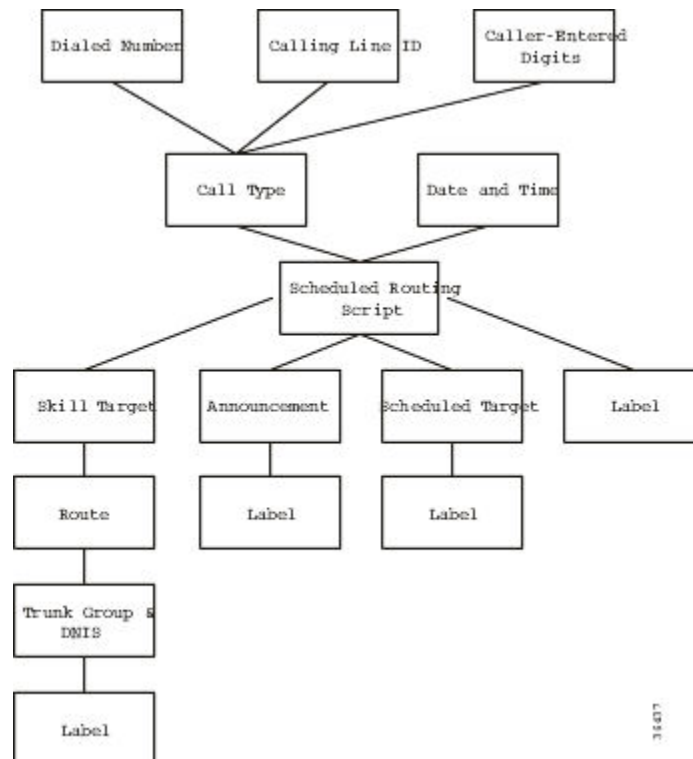 Dialed Number
Calling Line ID
Caller-Entered
Digits
Call Type
Date and Time
Scheduled Routing
Script
Skill Target
Announcement
Scheduled Target
Label
Route
Label
Label
Trunk Group &
DNIS
Label